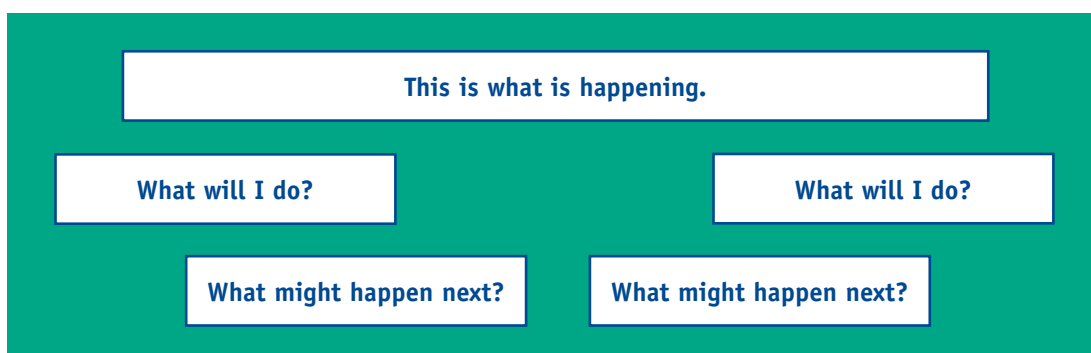 This is what is happening.
What will I do?
What will I do?
What might happen next?
What might happen next?